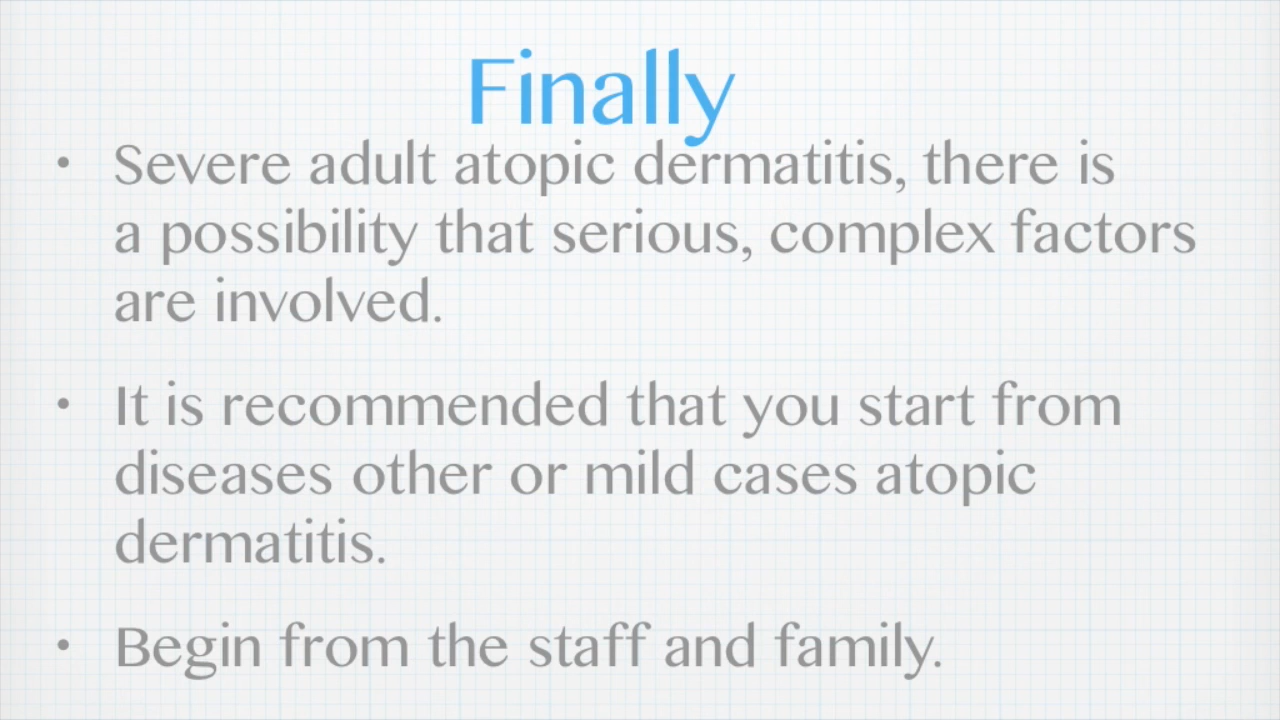 Finally
• Severe adult atopic dermatitis, there is
a possibility that serious, complex factors
are involved.
• It is recommended that you start from
diseases other or mild cases atopic
dermatitis.
• Begin from the staff and family.